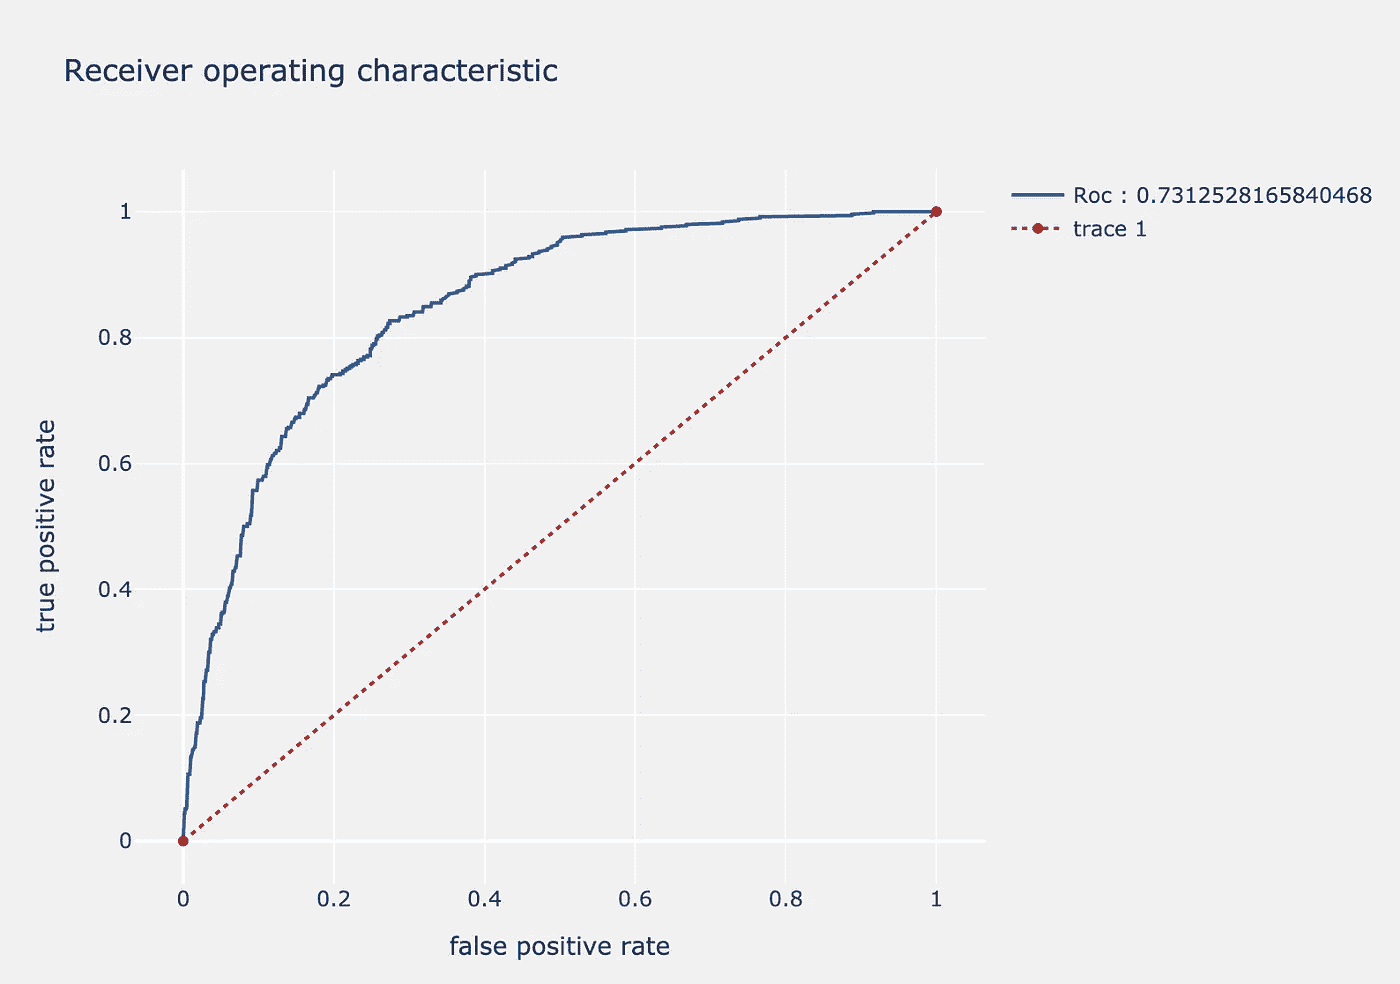 Receiver operating characteristic
Roc : 0.7312528165840468
trace 1
true positive rate
1
0.8
0.6
0.4
0.2
0
0
0.2
0.4
0.6
0.8
1
false positive rate